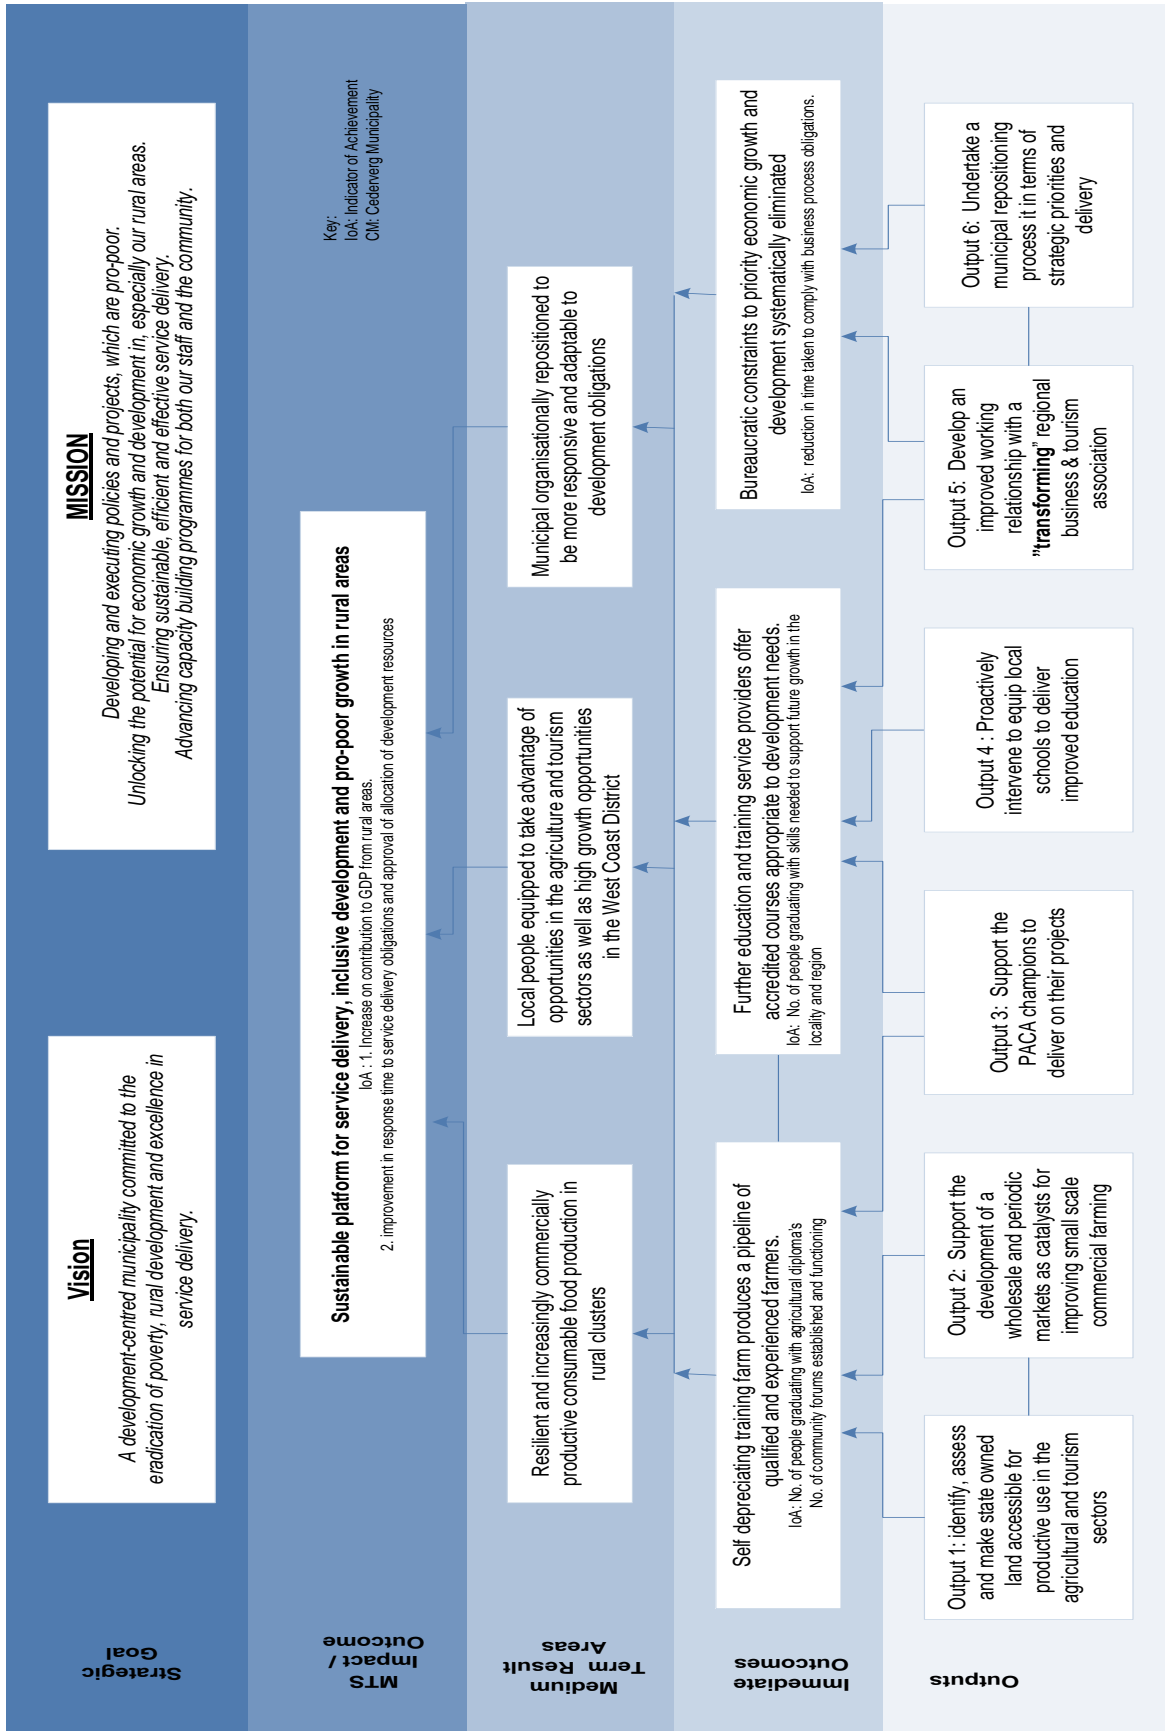 Strategic
Goal
Vision
A development-centred municipality committed to the
eradication of poverty, rural development and excellence in
service delivery.
MISSION
Developing and executing policies and projects, which are pro-poor.
Unlocking the potential for economic growth and development in, especially our rural areas.
Ensuring sustainable, efficient and effective service delivery.
Advancing capacity building programmes for both our staff and the community.
MTS
Impact /
Outcome
Sustainable platform for service delivery, inclusive development and pro-poor growth in rural areas
IoA : 1. Increase on contribution to GDP from rural areas.
2. improvement in response time to service delivery obligations and approval of allocation of development resources
Key:
IoA: Indicator of Achievement
CM: Cederverg Municipality
Medium
Term Result
Areas
Resilient and increasingly commercially
productive consumable food production in
rural clusters
Local people equipped to take advantage of
opportunities in the agriculture and tourism
sectors as well as high growth opportunities
in the West Coast District
Municipal organisationally repositioned to
be more responsive and adaptable to
development obligations
Immediate
Outcomes
Self depreciating training farm produces a pipeline of
qualified and experienced farmers.
IoA: No. of people graduating with agricultural diploma's
No. of community forums established and functioning
Further education and training service providers offer
accredited courses appropriate to development needs.
IoA: No. of people graduating with skills needed to support future growth in the
locality and region
Bureaucratic constraints to priority economic growth and
development systematically eliminated
IoA: reduction in time taken to comply with business process obligations.
Outputs
Output 1: identify, assess
and make state owned
land accessible for
productive use in the
agricultural and tourism
sectors
Output 2: Support the
development of a
wholesale and periodic
markets as catalysts for
improving small scale
commercial farming
Output 3: Support the
PACA champions to
deliver on their projects
Output 4 : Proactively
intervene to equip local
schools to deliver
improved education
Output 5: Develop an
improved working
relationship with a
"transforming" regional
business & tourism
association
Output 6: Undertake a
municipal repositioning
process it in terms of
strategic priorities and
delivery